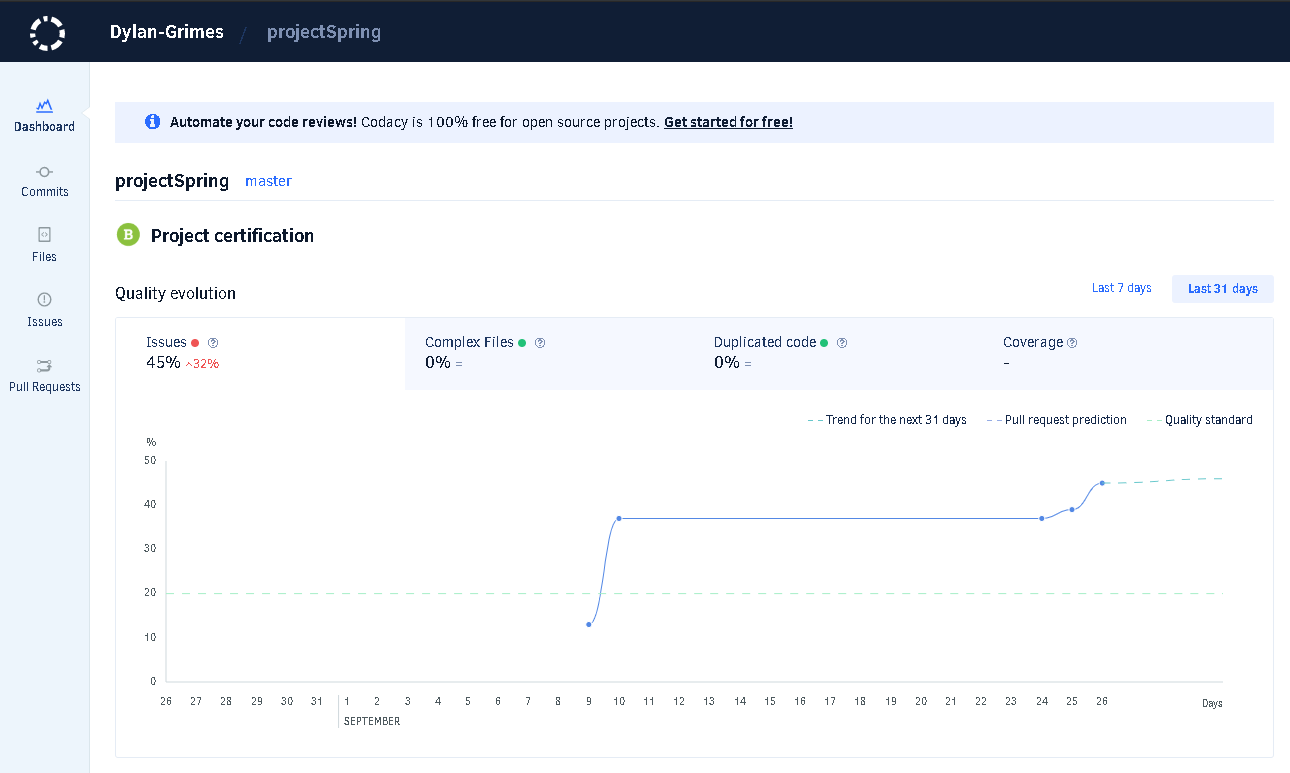 Dylan-Grimes / projectSpring
Dashboard
Commits
Files
Issues
Pull Requests
Automate your code reviews! Codacy is 100% free for open source projects. Get started for free!
projectSpring master
B Project certification
Quality evolution
Last 7 days
Last 31 days
Issues
45% 32%
Complex Files
0% =
Duplicated code
0% =
Coverage
-
Trend for the next 31 days
Pull request prediction
Quality standard
%
50
40
30
20
10
0
26 27 28 29 30 31 1 2 3 4 5 6 7 8 9 10 11 12 13 14 15 16 17 18 19 20 21 22 23 24 25 26 Days
SEPTEMBER